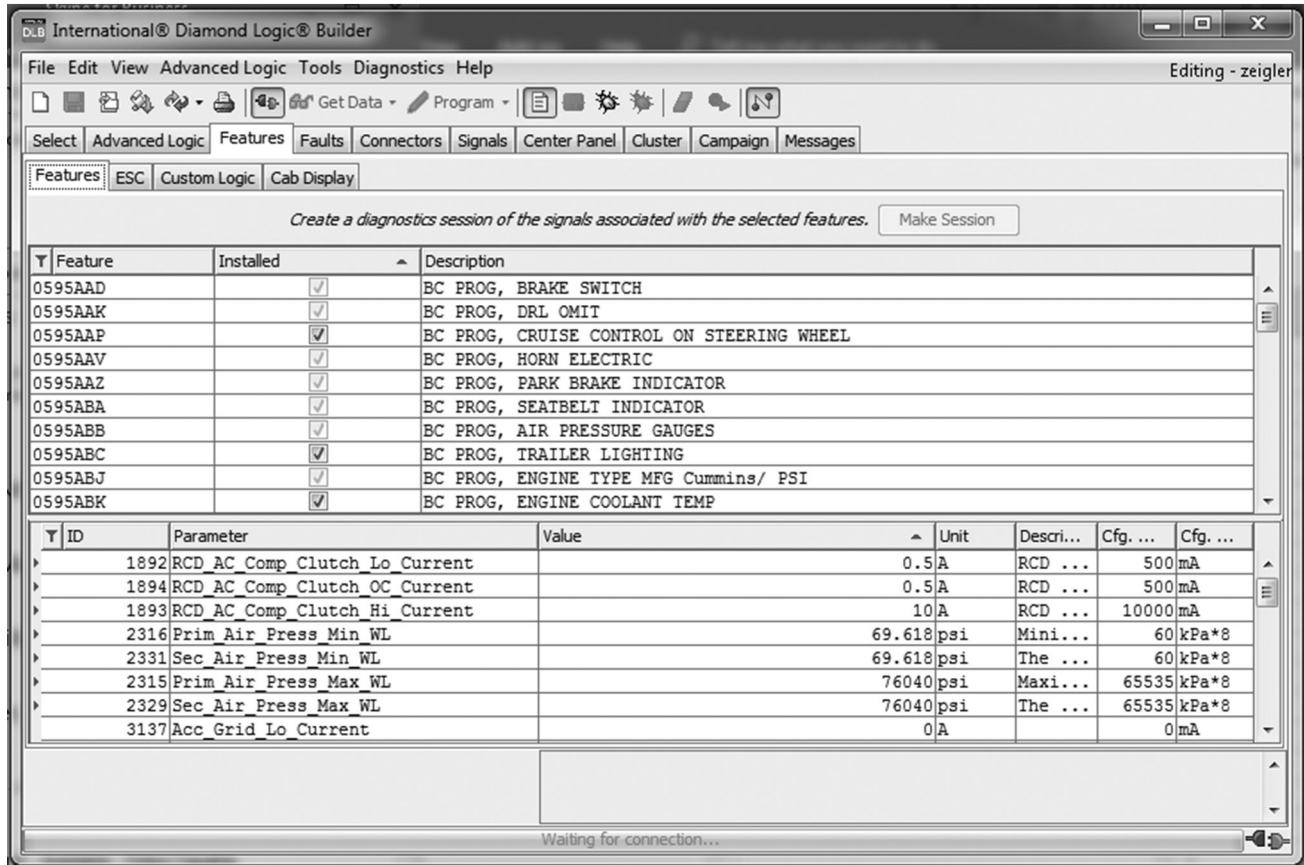 DLB International® Diamond Logic® Builder
File Edit View Advanced Logic Tools Diagnostics Help Editing - zeigler
Get Data Program
Select Advanced Logic Features Faults Connectors Signals Center Panel Cluster Campaign Messages
Features ESC Custom Logic Cab Display
Create a diagnostics session of the signals associated with the selected features. Make Session
Feature Installed Description
0595AAD BC PROG, BRAKE SWITCH
0595AAK BC PROG, DRL OMIT
0595AAP BC PROG, CRUISE CONTROL ON STEERING WHEEL
0595AAV BC PROG, HORN ELECTRIC
0595AAZ BC PROG, PARK BRAKE INDICATOR
0595ABA BC PROG, SEATBELT INDICATOR
0595ABB BC PROG, AIR PRESSURE GAUGES
0595ABC BC PROG, TRAILER LIGHTING
0595ABJ BC PROG, ENGINE TYPE MFG Cummins/ PSI
0595ABK BC PROG, ENGINE COOLANT TEMP
ID Parameter Value Unit Descri... Cfg. ... Cfg. ...
1892 RCD_AC_Comp_Clutch_Lo_Current 0.5 A RCD ... 500 mA
1894 RCD_AC_Comp_Clutch_OC_Current 0.5 A RCD ... 500 mA
1893 RCD_AC_Comp_Clutch_Hi_Current 10 A RCD ... 10000 mA
2316 Prim_Air_Press_Min_WL 69.618 psi Mini... 60 kPa*8
2331 Sec_Air_Press_Min_WL 69.618 psi The ... 60 kPa*8
2315 Prim_Air_Press_Max_WL 76040 psi Maxi... 65535 kPa*8
2329 Sec_Air_Press_Max_WL 76040 psi The ... 65535 kPa*8
3137 Acc_Grid_Lo_Current 0 A 0 mA
Waiting for connection...